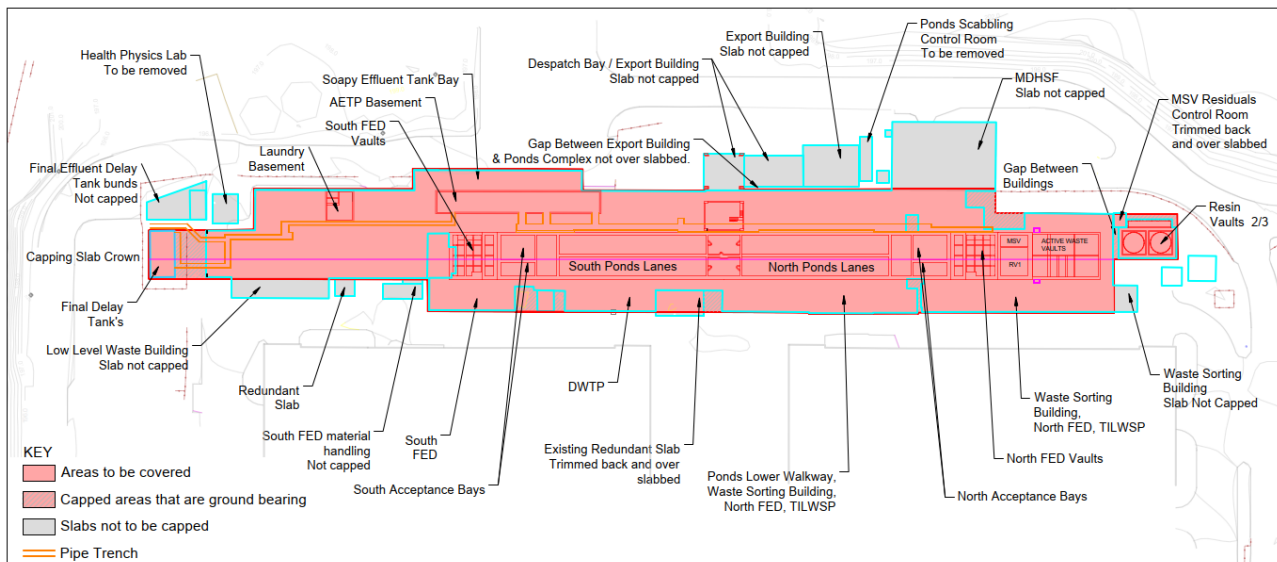 Ponds Scabbling
Control Room
To be removed
Export Building
Slab not capped
Health Physics Lab
To be removed
Despatch Bay / Export Building
Slab not capped
Soapy Effluent Tank Bay
MDHSF
Slab not capped
AETP Basement
MSV Residuals
Control Room
Trimmed back
and over slabbed
South FED
Vaults
Gap Between Export Building
& Ponds Complex not over slabbed.
Laundry
Basement
Final Effluent Delay
Tank bunds
Not capped
Gap Between
Buildings
Resin
Vaults 2/3
Capping Slab Crown
MSV
ACTIVE WASTE
VAULTS
RV1
South Ponds Lanes
North Ponds Lanes
Final Delay
Tank's
Low Level Waste Building
Slab not capped
Redundant
Slab
South FED material
handling
Not capped
South
FED
South Acceptance Bays
DWTP
Existing Redundant Slab
Trimmed back and over
slabbed
Ponds Lower Walkway,
Waste Sorting Building,
North FED, TILWSP
North Acceptance Bays
North FED Vaults
Waste Sorting
Building,
North FED, TILWSP
Waste Sorting
Building
Slab Not Capped
KEY
Areas to be covered
Capped areas that are ground bearing
Slabs not to be capped
Pipe Trench